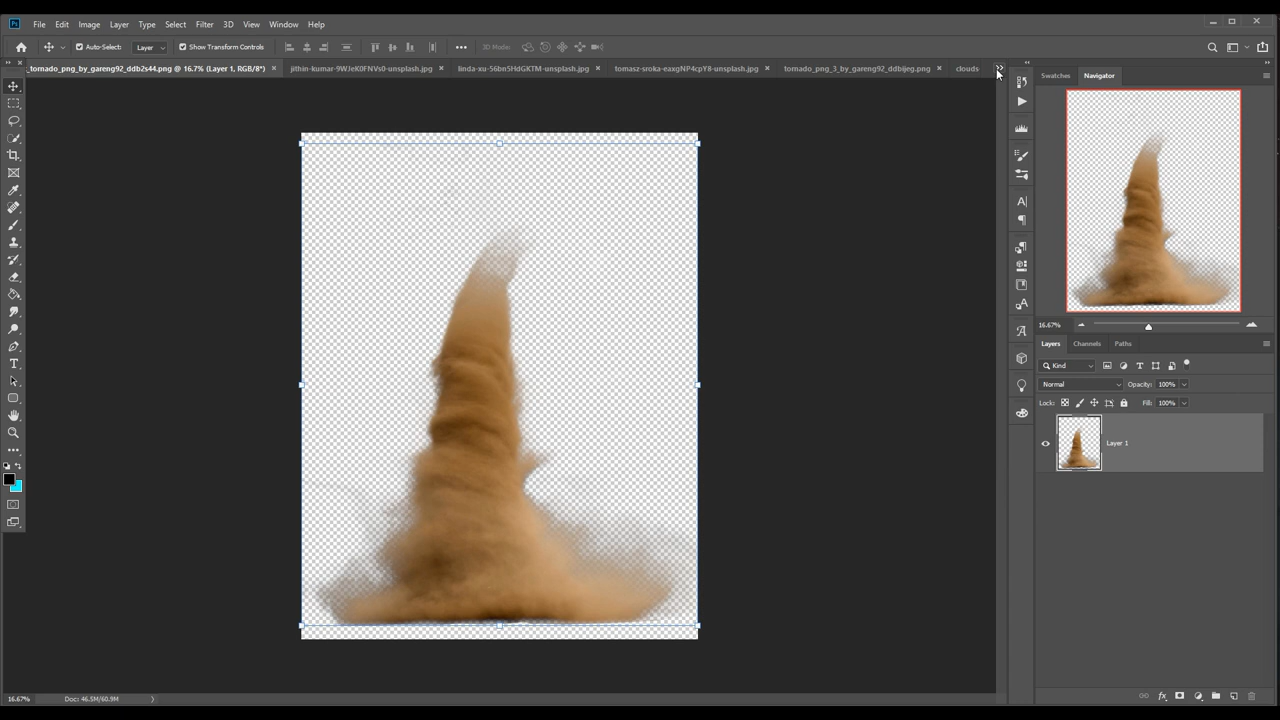 Ps File Edit Image Layer Type Select Filter 3D View Window Help
Auto-Select: Layer Show Transform Controls 3D Mode:
_tornado_png_by_gareng92_ddb2s44.png @ 16.7% (Layer 1, RGB/8*) jithin-kumar-9WJeK0FNVs0-unsplash.jpg linda-xu-56bn5HdGKTM-unsplash.jpg tomasz-sroka-eaxgNP4cpY8-unsplash.jpg tornado_png_3_by_gareng92_ddbijeg.png clouds
Swatches Navigator
16.67%
Layers Channels Paths
Kind
Normal Opacity: 100%
Lock: Fill: 100%
Layer 1
16.67% Doc: 46.5M/60.9M